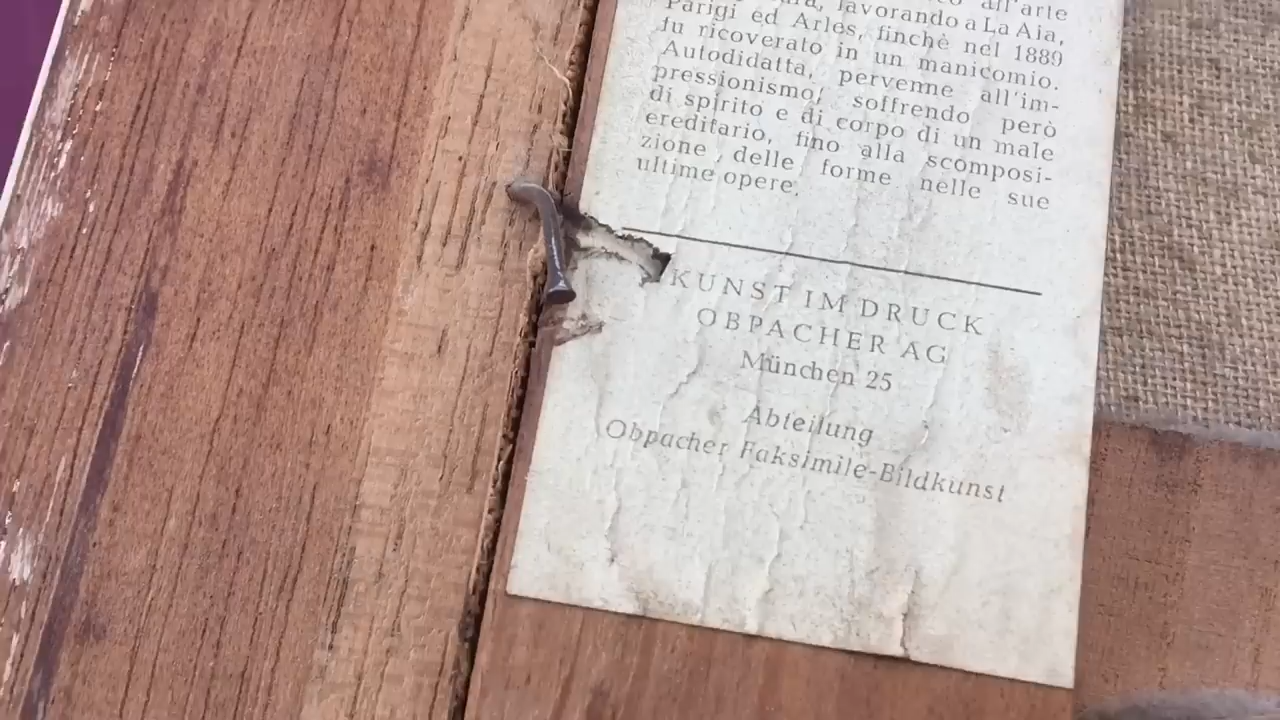 all'arte
lavorando a La Aia,
Parigi ed Arles, finchè nel 1889
fu ricoverato in un manicomio.
Autodidatta, pervenne all'im-
pressionismo, soffrendo però
di spirito e di corpo di un male
ereditario, fino alla scomposi-
zione delle forme nelle sue
ultime opere.
KUNST IM DRUCK
OBPACHER AG
München 25
Abteilung
Obpacher Faksimile-Bildkunst